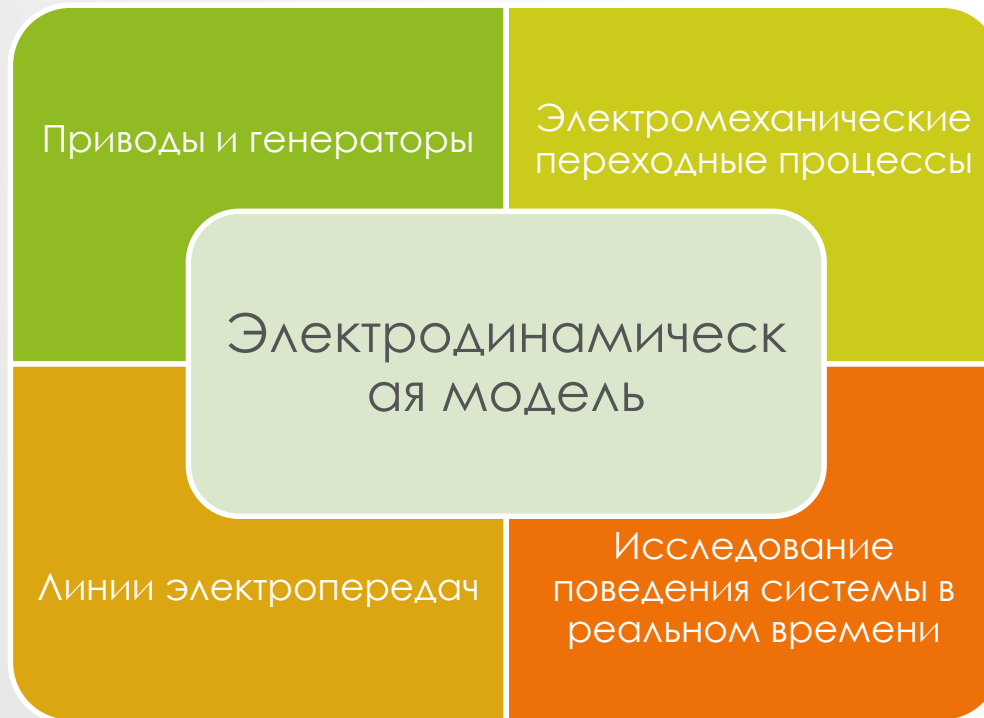 Приводы и генераторы
Электромеханические
переходные процессы
Электродинамическ
ая модель
Линии электропередач
Исследование
поведения системы в
реальном времени